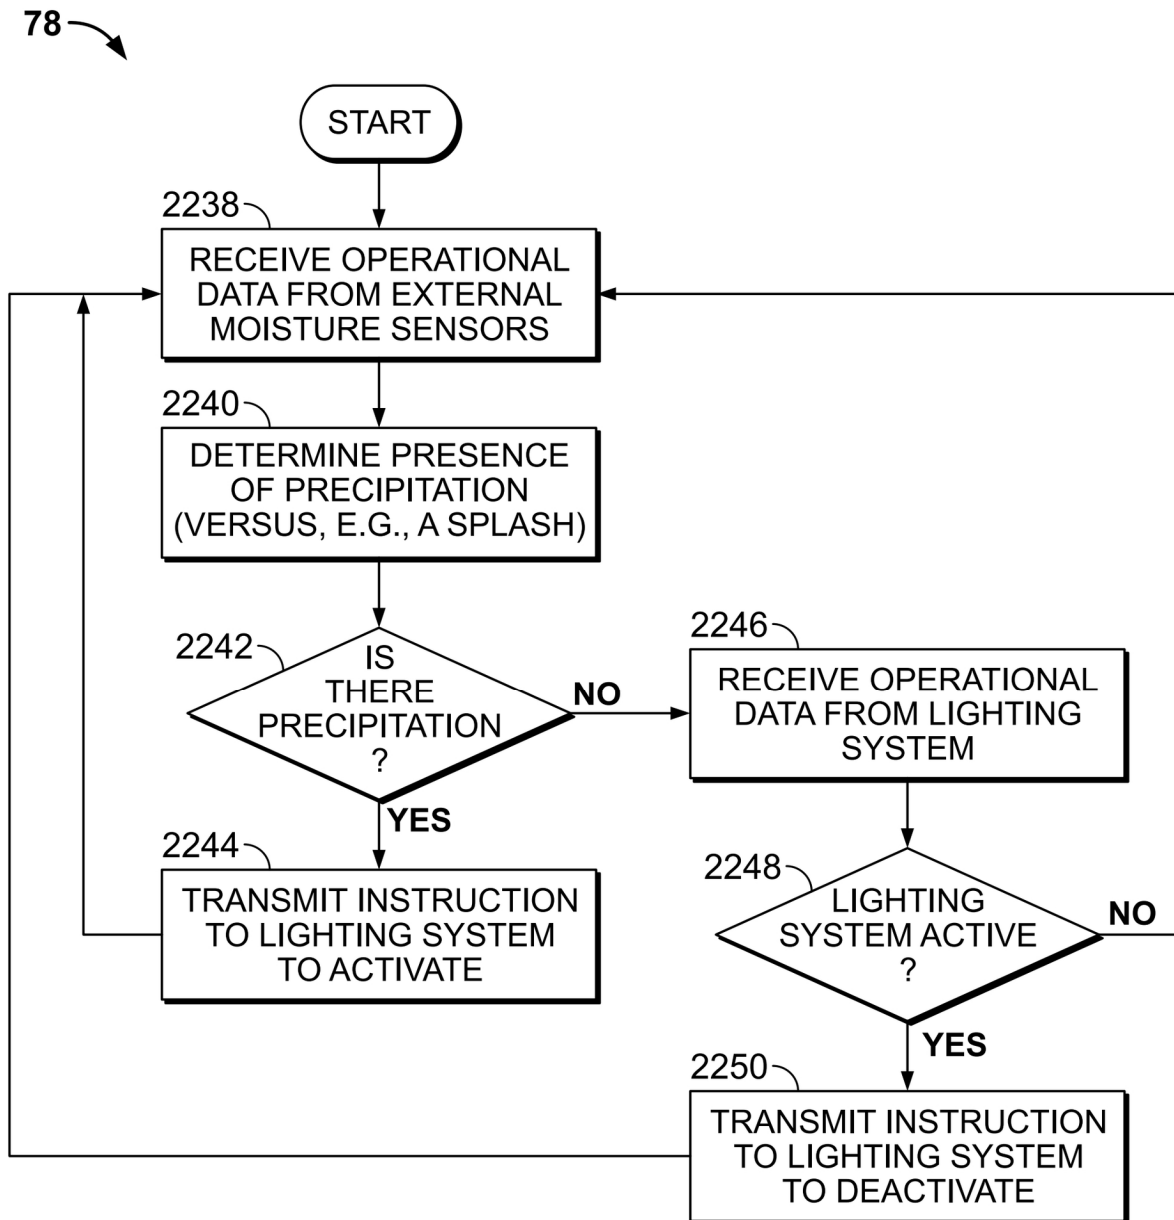 78
START
2238
RECEIVE OPERATIONAL
DATA FROM EXTERNAL
MOISTURE SENSORS
2240
DETERMINE PRESENCE
OF PRECIPITATION
(VERSUS, E.G., A SPLASH)
2242
IS
THERE
PRECIPITATION
?
NO
YES
2244
TRANSMIT INSTRUCTION
TO LIGHTING SYSTEM
TO ACTIVATE
2246
RECEIVE OPERATIONAL
DATA FROM LIGHTING
SYSTEM
2248
LIGHTING
SYSTEM ACTIVE
?
NO
YES
2250
TRANSMIT INSTRUCTION
TO LIGHTING SYSTEM
TO DEACTIVATE